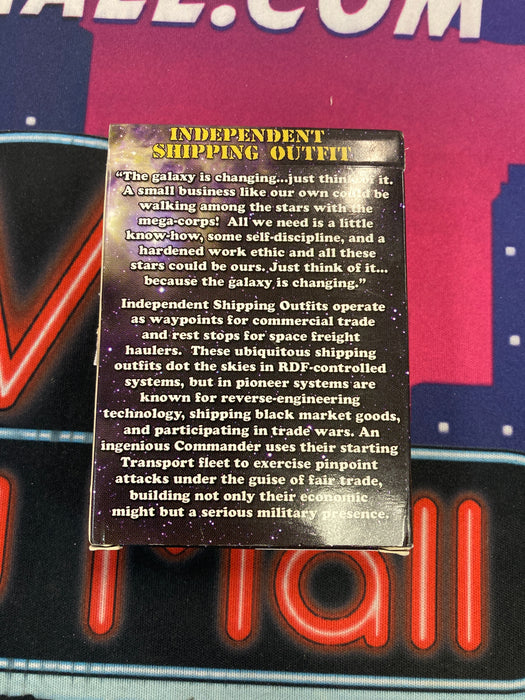 ALL.COM
INDEPENDENT
SHIPPING OUTFIT
“The galaxy is changing...just think of it.
A small business like our own could be
walking among the stars with the
mega-corps! All we need is a little
know-how, some self-discipline, and a
hardened work ethic and all these
stars could be ours. Just think of it...
because the galaxy is changing.”
Independent Shipping Outfits operate
as waypoints for commercial trade
and rest stops for space freight
haulers. These ubiquitous shipping
outfits dot the skies in RDF-controlled
systems, but in pioneer systems are
known for reverse-engineering
technology, shipping black market goods,
and participating in trade wars. An
ingenious Commander uses their starting
Transport fleet to exercise pinpoint
attacks under the guise of fair trade,
building not only their economic
might but a serious military presence.
Mall